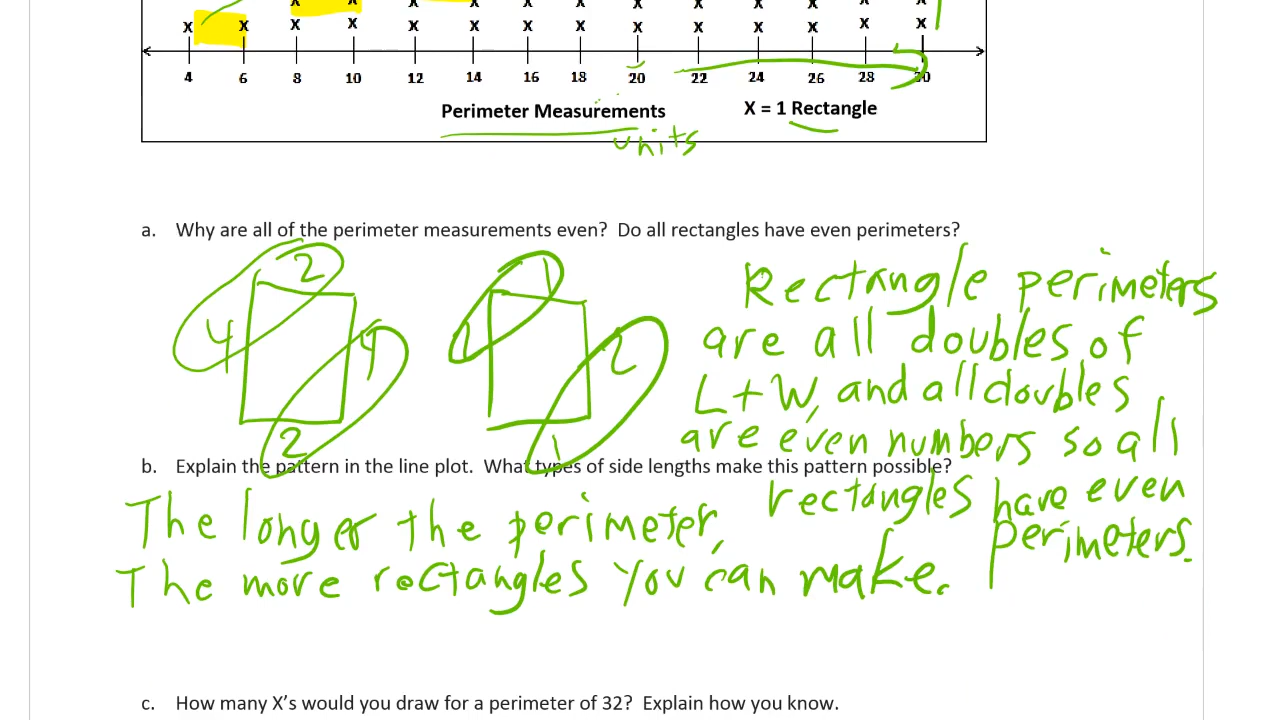 x x x x x x x x x x x x
x x x x x x x x x x x x x x
4 6 8 10 12 14 16 18 20 22 24 26 28 30
Perimeter Measurements X = 1 Rectangle
units
a. Why are all of the perimeter measurements even? Do all rectangles have even perimeters?
2 1
4 4 1 2
2 1
Rectangle perimeters
are all doubles of
L + W, and all doubles
are even numbers so all
rectangles have even
perimeters.
b. Explain the pattern in the line plot. What types of side lengths make this pattern possible?
The longer the perimeter,
The more rectangles you can make.
c. How many X's would you draw for a perimeter of 32? Explain how you know.